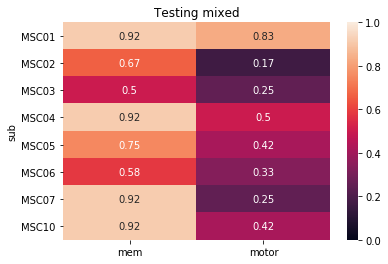 Testing mixed
sub
MSC01 0.92 0.83
MSC02 0.67 0.17
MSC03 0.5 0.25
MSC04 0.92 0.5
MSC05 0.75 0.42
MSC06 0.58 0.33
MSC07 0.92 0.25
MSC10 0.92 0.42
mem motor
1.0
0.8
0.6
0.4
0.2
0.0